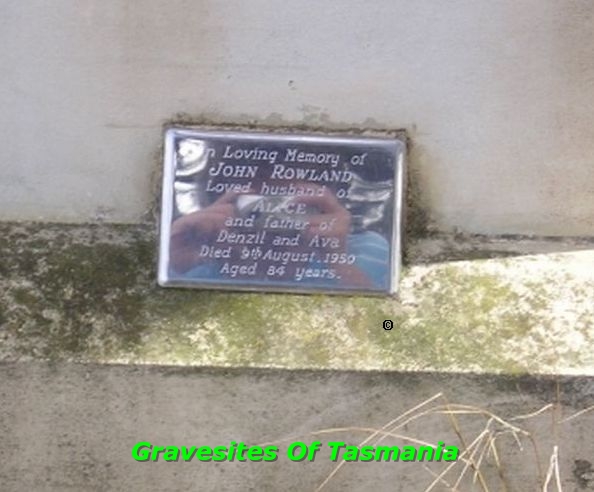 In Loving Memory of
JOHN ROWLAND
Loved husband of
ALICE
and father of
Denzil and Ava
Died 9th August.1950
Aged 84 years.
©
Gravesites Of Tasmania